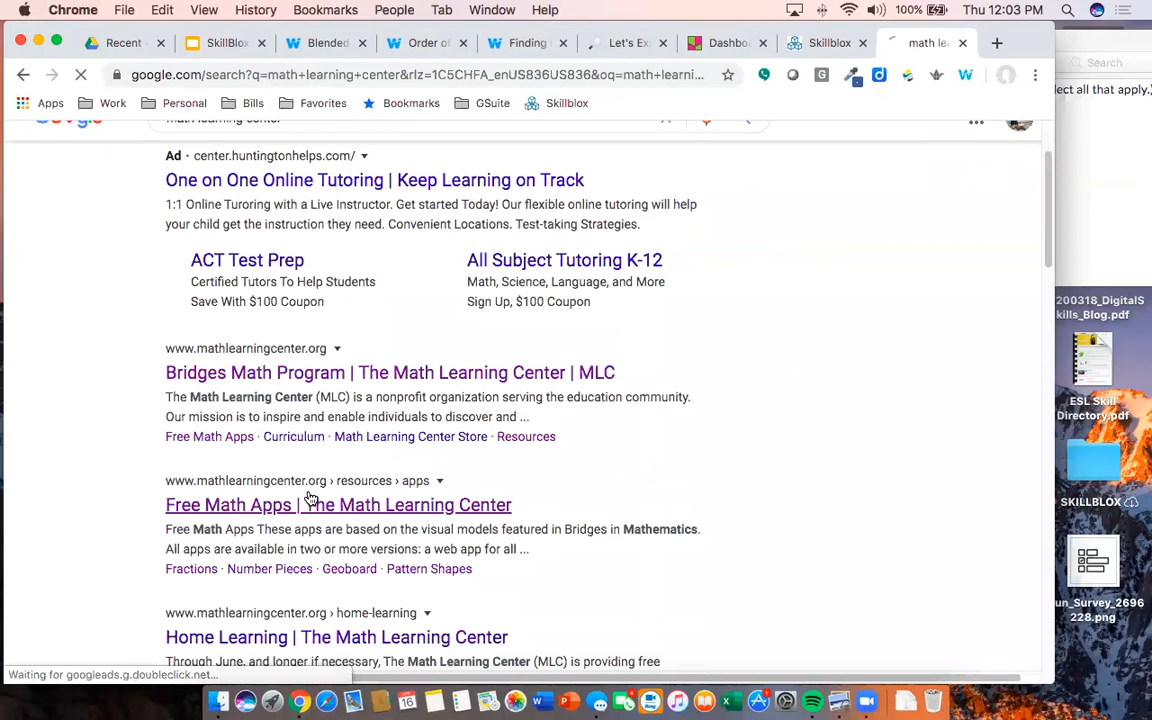 Chrome File Edit View History Bookmarks People Tab Window Help 100% Thu 12:03 PM
Recent - SkillBlox Blended Order of Finding Let's Ex Dashbo Skillblox math lea
Search
google.com/search?q=math+learning+center&rlz=1C5CHFA_enUS836US836&oq=math+learni...
Apps Work Personal Bills Favorites Bookmarks GSuite Skillblox
lect all that apply.)
math learning center
Ad · center.huntingtonhelps.com/
One on One Online Tutoring | Keep Learning on Track
1:1 Online Turoring with a Live Instructor. Get started Today! Our flexible online tutoring will help
your child get the instruction they need. Convenient Locations. Test-taking Strategies.
ACT Test Prep
Certified Tutors To Help Students
Save With $100 Coupon
All Subject Tutoring K-12
Math, Science, Language, and More
Sign Up, $100 Coupon
www.mathlearningcenter.org
Bridges Math Program | The Math Learning Center | MLC
The Math Learning Center (MLC) is a nonprofit organization serving the education community.
Our mission is to inspire and enable individuals to discover and ...
Free Math Apps · Curriculum · Math Learning Center Store · Resources
www.mathlearningcenter.org › resources › apps
Free Math Apps | The Math Learning Center
Free Math Apps These apps are based on the visual models featured in Bridges in Mathematics.
All apps are available in two or more versions: a web app for all ...
Fractions · Number Pieces · Geoboard · Pattern Shapes
www.mathlearningcenter.org › home-learning
Home Learning | The Math Learning Center
Through June, and longer if necessary, The Math Learning Center (MLC) is providing free
Waiting for googleads.g.doubleclick.net...
200318_DigitalS
kills_Blog.pdf
ESL Skill
Directory.pdf
SKILLBLOX
un_Survey_2696
228.png
16